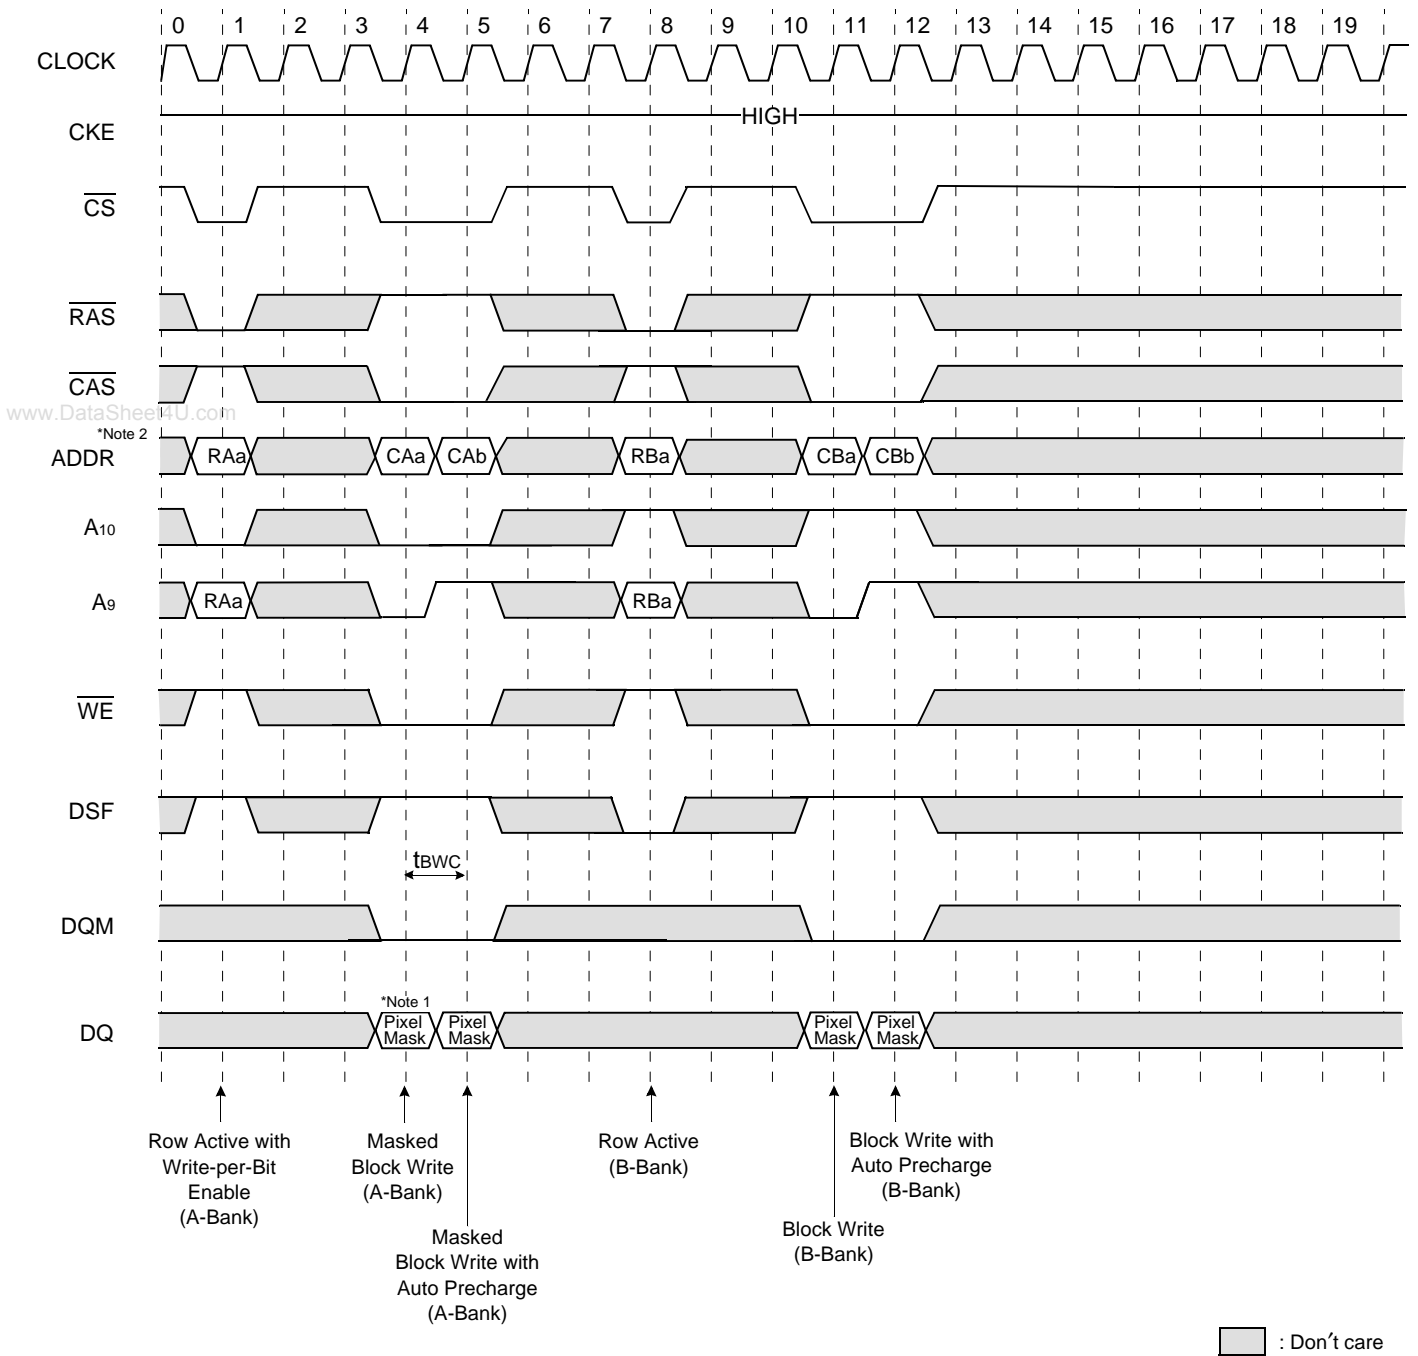 0 1 2 3 4 5 6 7 8 9 10 11 12 13 14 15 16 17 18 19
CLOCK
CKE
HIGH
CS
RAS
CAS
www.DataSheet4U.com
*Note 2
ADDR RAa CAa CAb RBa CBa CBb
A10
A9 RAa RBa
WE
DSF
tBWC
DQM
*Note 1
DQ
Pixel
Mask
Pixel
Mask
Pixel
Mask
Pixel
Mask
Row Active with
Write-per-Bit
Enable
(A-Bank)
Masked
Block Write
(A-Bank)
Masked
Block Write with
Auto Precharge
(A-Bank)
Row Active
(B-Bank)
Block Write
(B-Bank)
Block Write with
Auto Precharge
(B-Bank)
: Don′t care